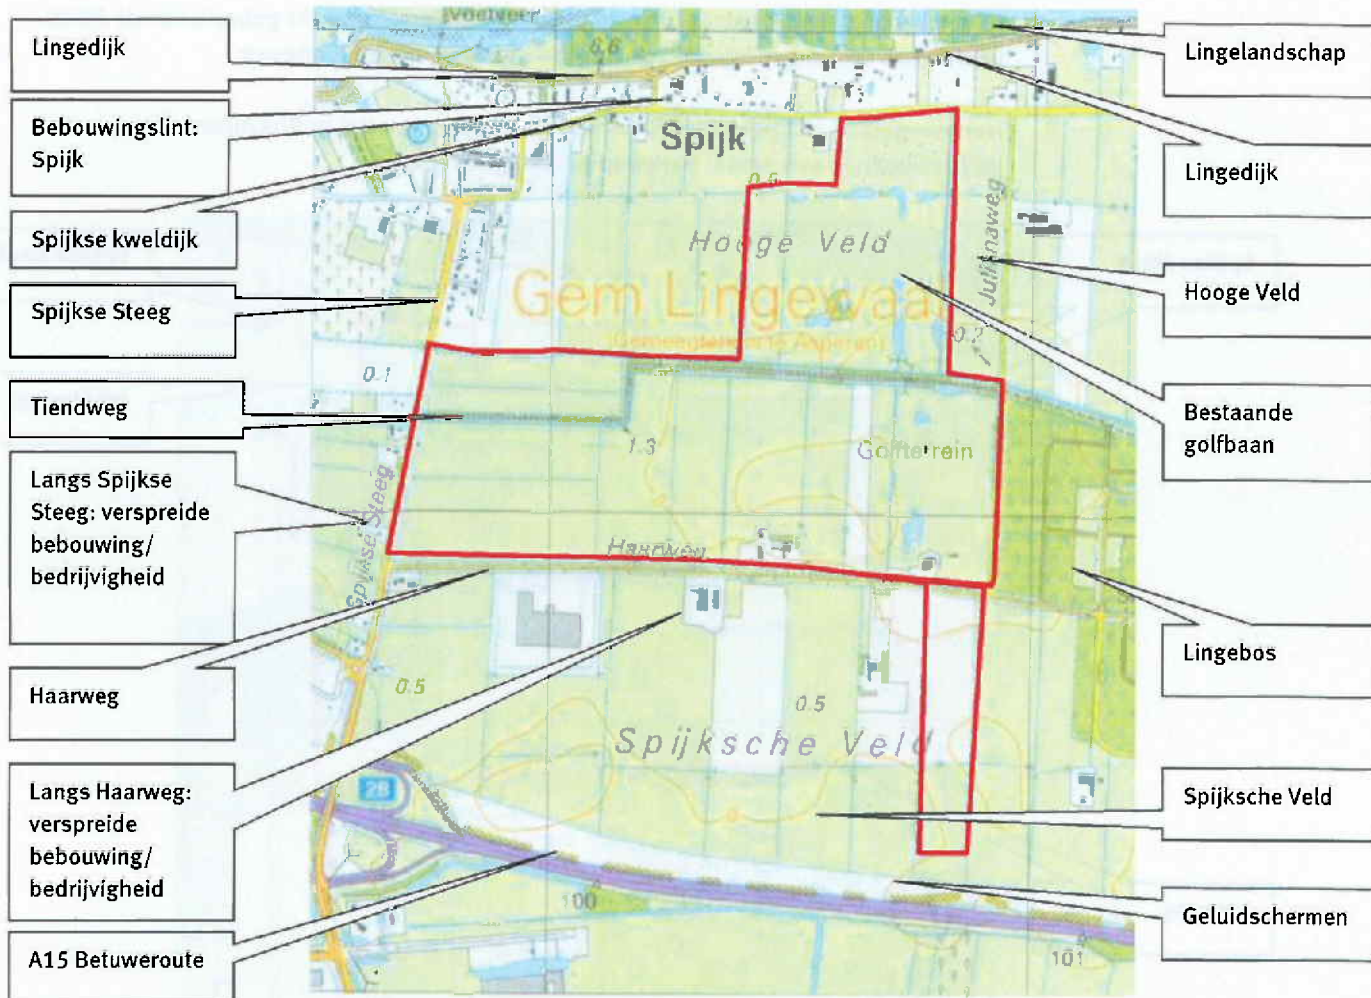 Lingedijk
Bebouwingslint:
Spijk
Spijkse kweldijk
Spijkse Steeg
Tiendweg
Langs Spijkse
Steeg: verspreide
bebouwing/
bedrijvigheid
Haarweg
Langs Haarweg:
verspreide
bebouwing/
bedrijvigheid
A15 Betuweroute
6.6
Spijk
0.6
Hooge Veld
Gem Lingewaal
Julianaweg
0.2
0.1
1.3
Golfterrein
Spijkse Steeg
Haarweg
0.5
0.5
Spijksche Veld
28
100
101
Lingelandschap
Lingedijk
Hooge Veld
Bestaande
golfbaan
Lingebos
Spijksche Veld
Geluidschermen